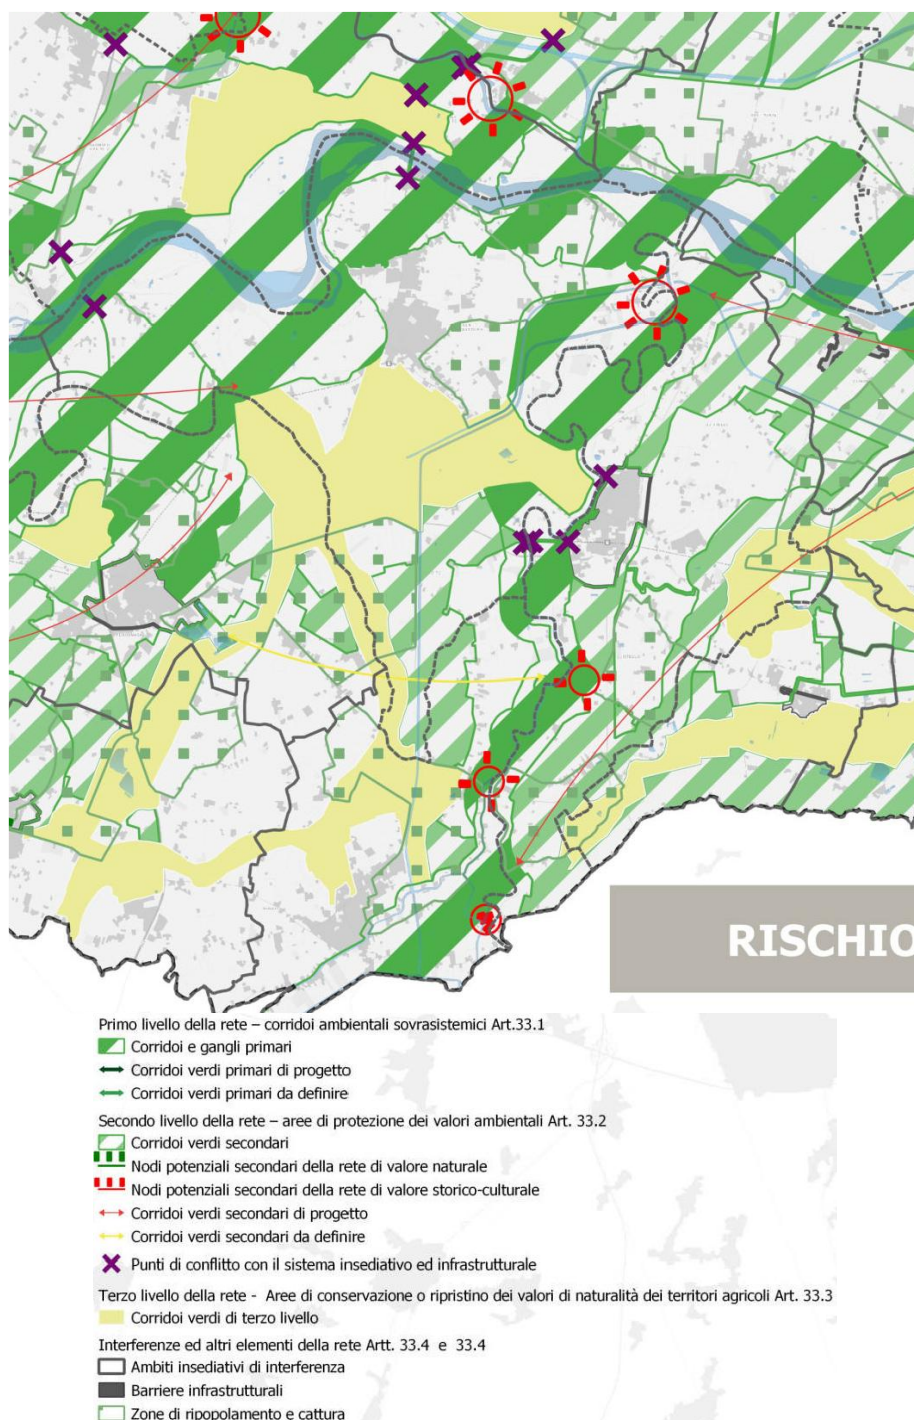 RISCHIO
Primo livello della rete – corridoi ambientali sovrasistemici Art.33.1
Corridoi e gangli primari
Corridoi verdi primari di progetto
Corridoi verdi primari da definire
Secondo livello della rete – aree di protezione dei valori ambientali Art. 33.2
Corridoi verdi secondari
Nodi potenziali secondari della rete di valore naturale
Nodi potenziali secondari della rete di valore storico-culturale
Corridoi verdi secondari di progetto
Corridoi verdi secondari da definire
Punti di conflitto con il sistema insediativo ed infrastrutturale
Terzo livello della rete - Aree di conservazione o ripristino dei valori di naturalità dei territori agricoli Art. 33.3
Corridoi verdi di terzo livello
Interferenze ed altri elementi della rete Artt. 33.4 e 33.4
Ambiti insediativi di interferenza
Barriere infrastrutturali
Zone di ripopolamento e cattura